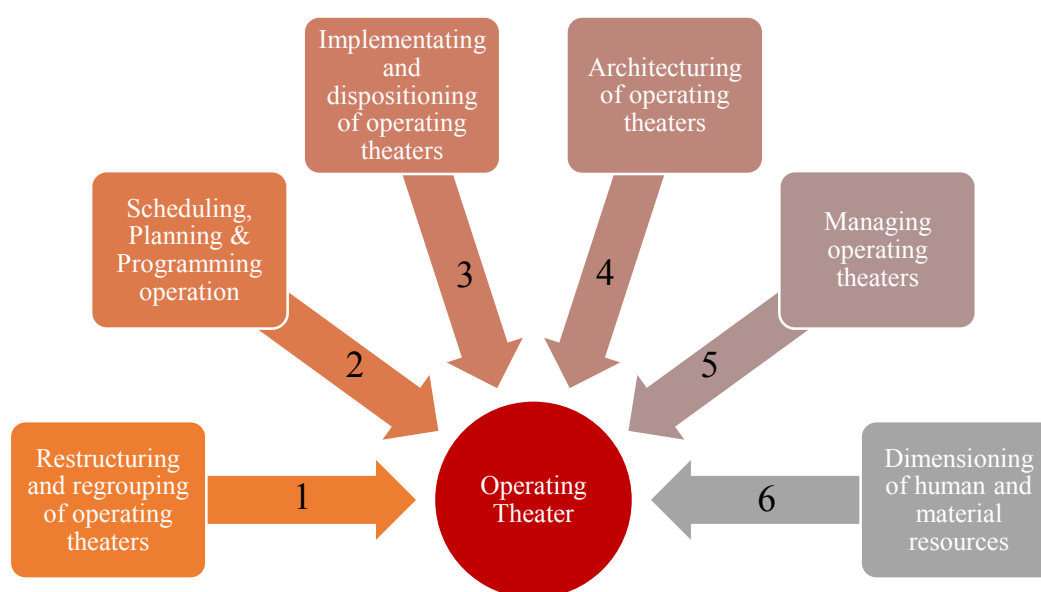 Implementating
and
dispositioning
of operating
theaters
Architecturing
of operating
theaters
Scheduling,
Planning &
Programming
operation
Managing
operating
theaters
3
4
2
5
Restructuring
and regrouping
of operating
theaters
1
Operating
Theater
6
Dimensioning
of human and
material
resources